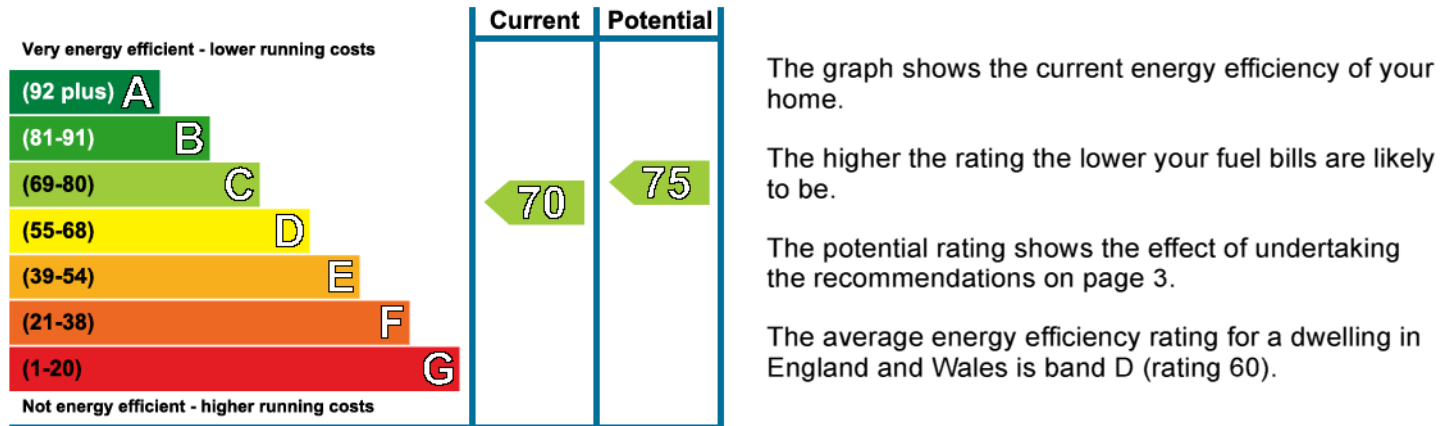 Current Potential
Very energy efficient - lower running costs
(92 plus) A
(81-91) B
(69-80) C
(55-68) D
(39-54) E
(21-38) F
(1-20) G
Not energy efficient - higher running costs
70
75
The graph shows the current energy efficiency of your
home.
The higher the rating the lower your fuel bills are likely
to be.
The potential rating shows the effect of undertaking
the recommendations on page 3.
The average energy efficiency rating for a dwelling in
England and Wales is band D (rating 60).